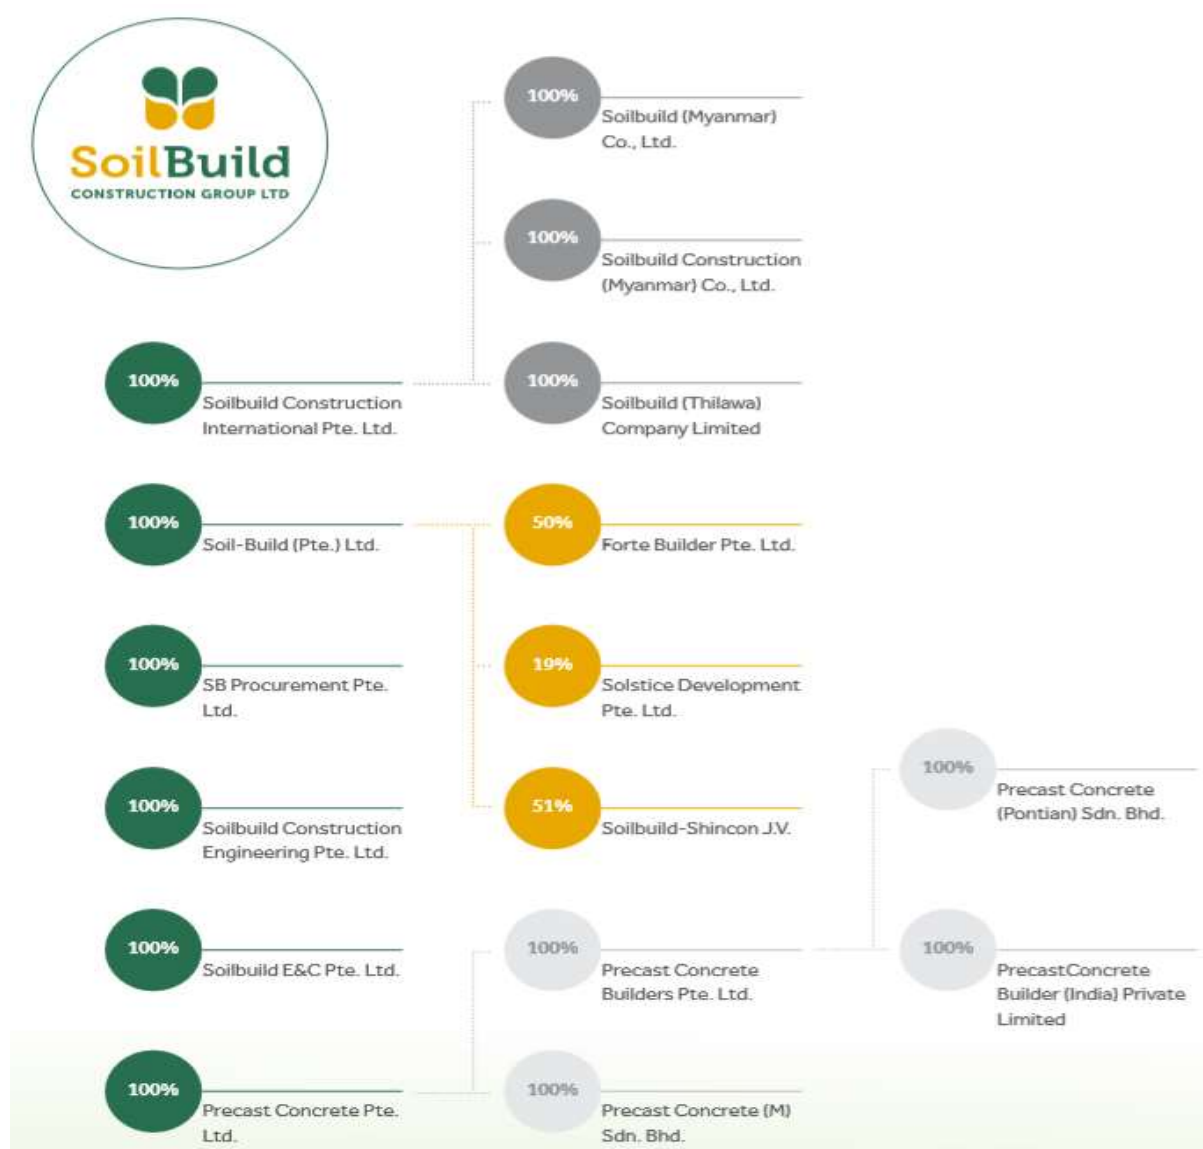 SoilBuild
CONSTRUCTION GROUP LTD
100%
Soilbuild (Myanmar)
Co., Ltd.
100%
Soilbuild Construction
(Myanmar) Co., Ltd.
100%
Soilbuild Construction
International Pte. Ltd.
100%
Soilbuild (Thilawa)
Company Limited
100%
Soil-Build (Pte.) Ltd.
50%
Forte Builder Pte. Ltd.
100%
SB Procurement Pte.
Ltd.
19%
Solstice Development
Pte. Ltd.
100%
Soilbuild Construction
Engineering Pte. Ltd.
51%
Soilbuild-Shincon J.V.
100%
Precast Concrete
(Pontian) Sdn. Bhd.
100%
Soilbuild E&C Pte. Ltd.
100%
Precast Concrete
Builders Pte. Ltd.
100%
PrecastConcrete
Builder (India) Private
Limited
100%
Precast Concrete Pte.
Ltd.
100%
Precast Concrete (M)
Sdn. Bhd.